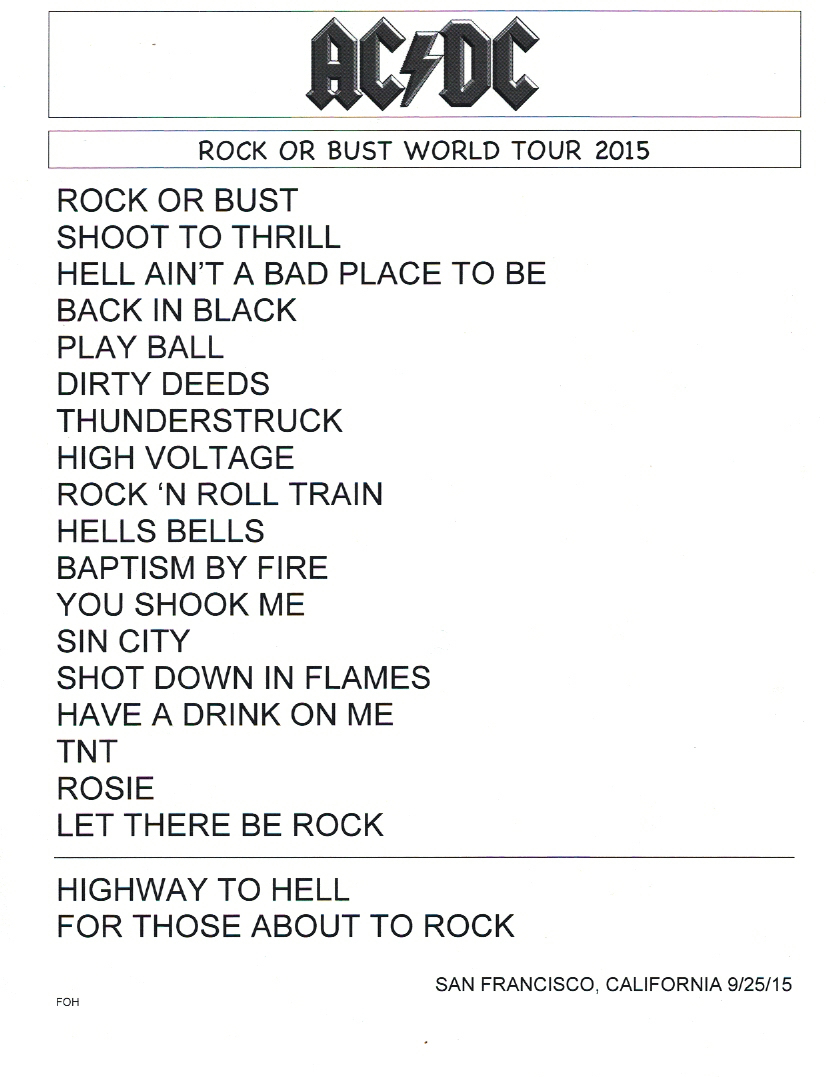 AC/DC
ROCK OR BUST WORLD TOUR 2015
ROCK OR BUST
SHOOT TO THRILL
HELL AIN’T A BAD PLACE TO BE
BACK IN BLACK
PLAY BALL
DIRTY DEEDS
THUNDERSTRUCK
HIGH VOLTAGE
ROCK ‘N ROLL TRAIN
HELLS BELLS
BAPTISM BY FIRE
YOU SHOOK ME
SIN CITY
SHOT DOWN IN FLAMES
HAVE A DRINK ON ME
TNT
ROSIE
LET THERE BE ROCK
HIGHWAY TO HELL
FOR THOSE ABOUT TO ROCK
SAN FRANCISCO, CALIFORNIA 9/25/15
FOH